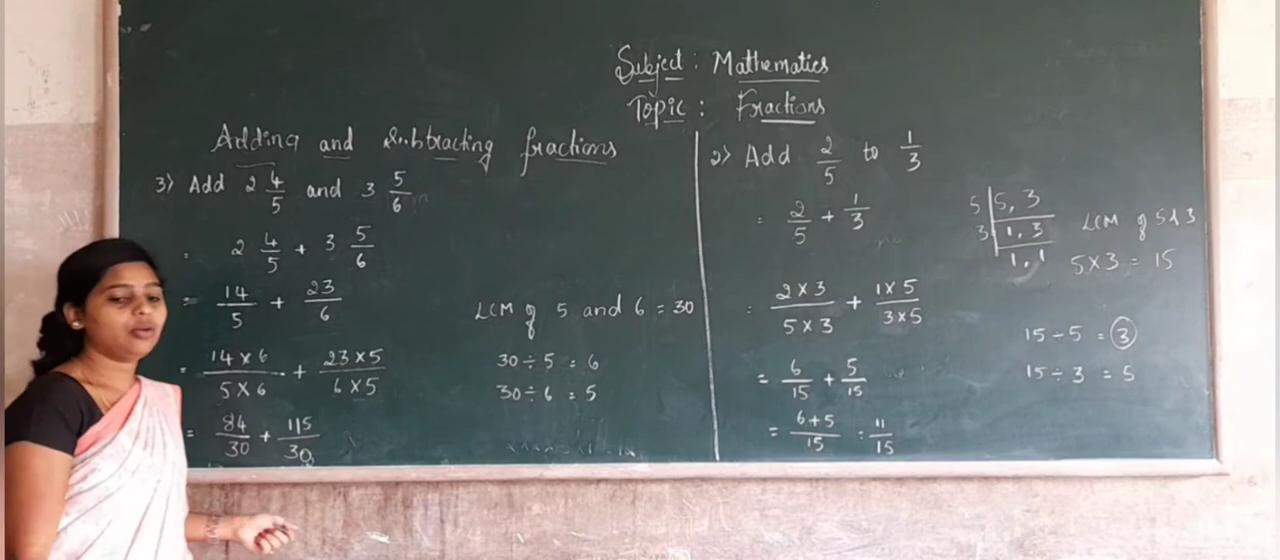 Subject : Mathematics
Topic : Fractions
Adding and Subtracting fractions
3) Add 2 4/5 and 3 5/6
= 2 4/5 + 3 5/6
= 14/5 + 23/6
LCM of 5 and 6 = 30
= 14×6/5×6 + 23×5/6×5
30÷5 = 6
30÷6 = 5
= 84/30 + 115/30
2) Add 2/5 to 1/3
= 2/5 + 1/3
5 | 5, 3
3 | 1, 3
1, 1
LCM of 5 & 3
5×3 = 15
= 2×3/5×3 + 1×5/3×5
15÷5 = 3
15÷3 = 5
= 6/15 + 5/15
= 6+5/15 = 11/15